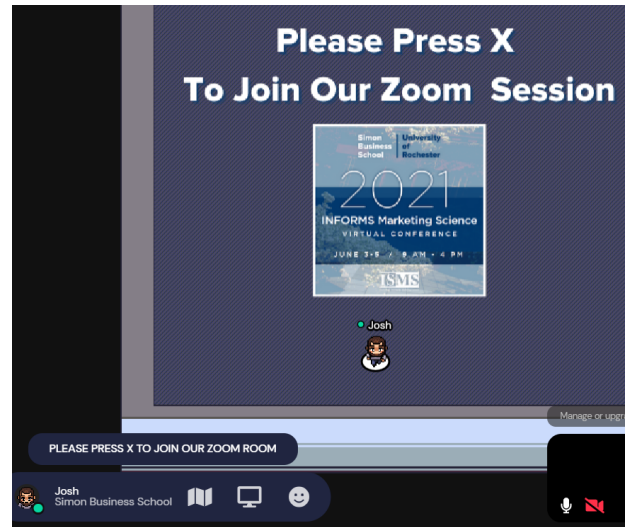 Please Press X
To Join Our Zoom Session
Simon
Business
School
University
of
Rochester
2021
INFORMS Marketing Science
VIRTUAL CONFERENCE
JUNE 3-5 / 9 AM - 4 PM
ISMS
Josh
Manage or upgr
PLEASE PRESS X TO JOIN OUR ZOOM ROOM
Josh
Simon Business School